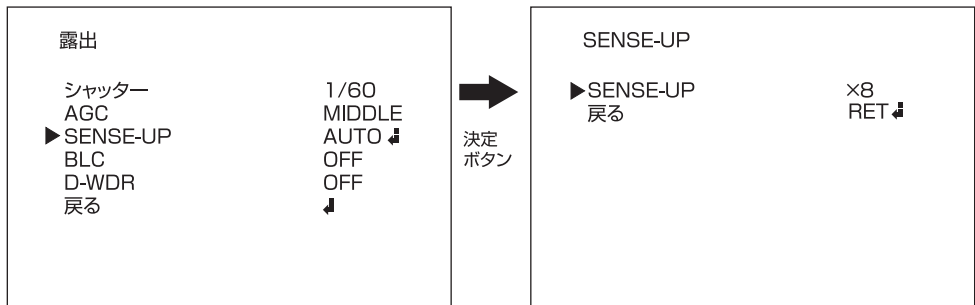 露出
シャッター 1/60
AGC MIDDLE
▶SENSE-UP AUTO ↲
BLC OFF
D-WDR OFF
戻る ↲
決定
ボタン
SENSE-UP
▶SENSE-UP ×8
戻る RET↲